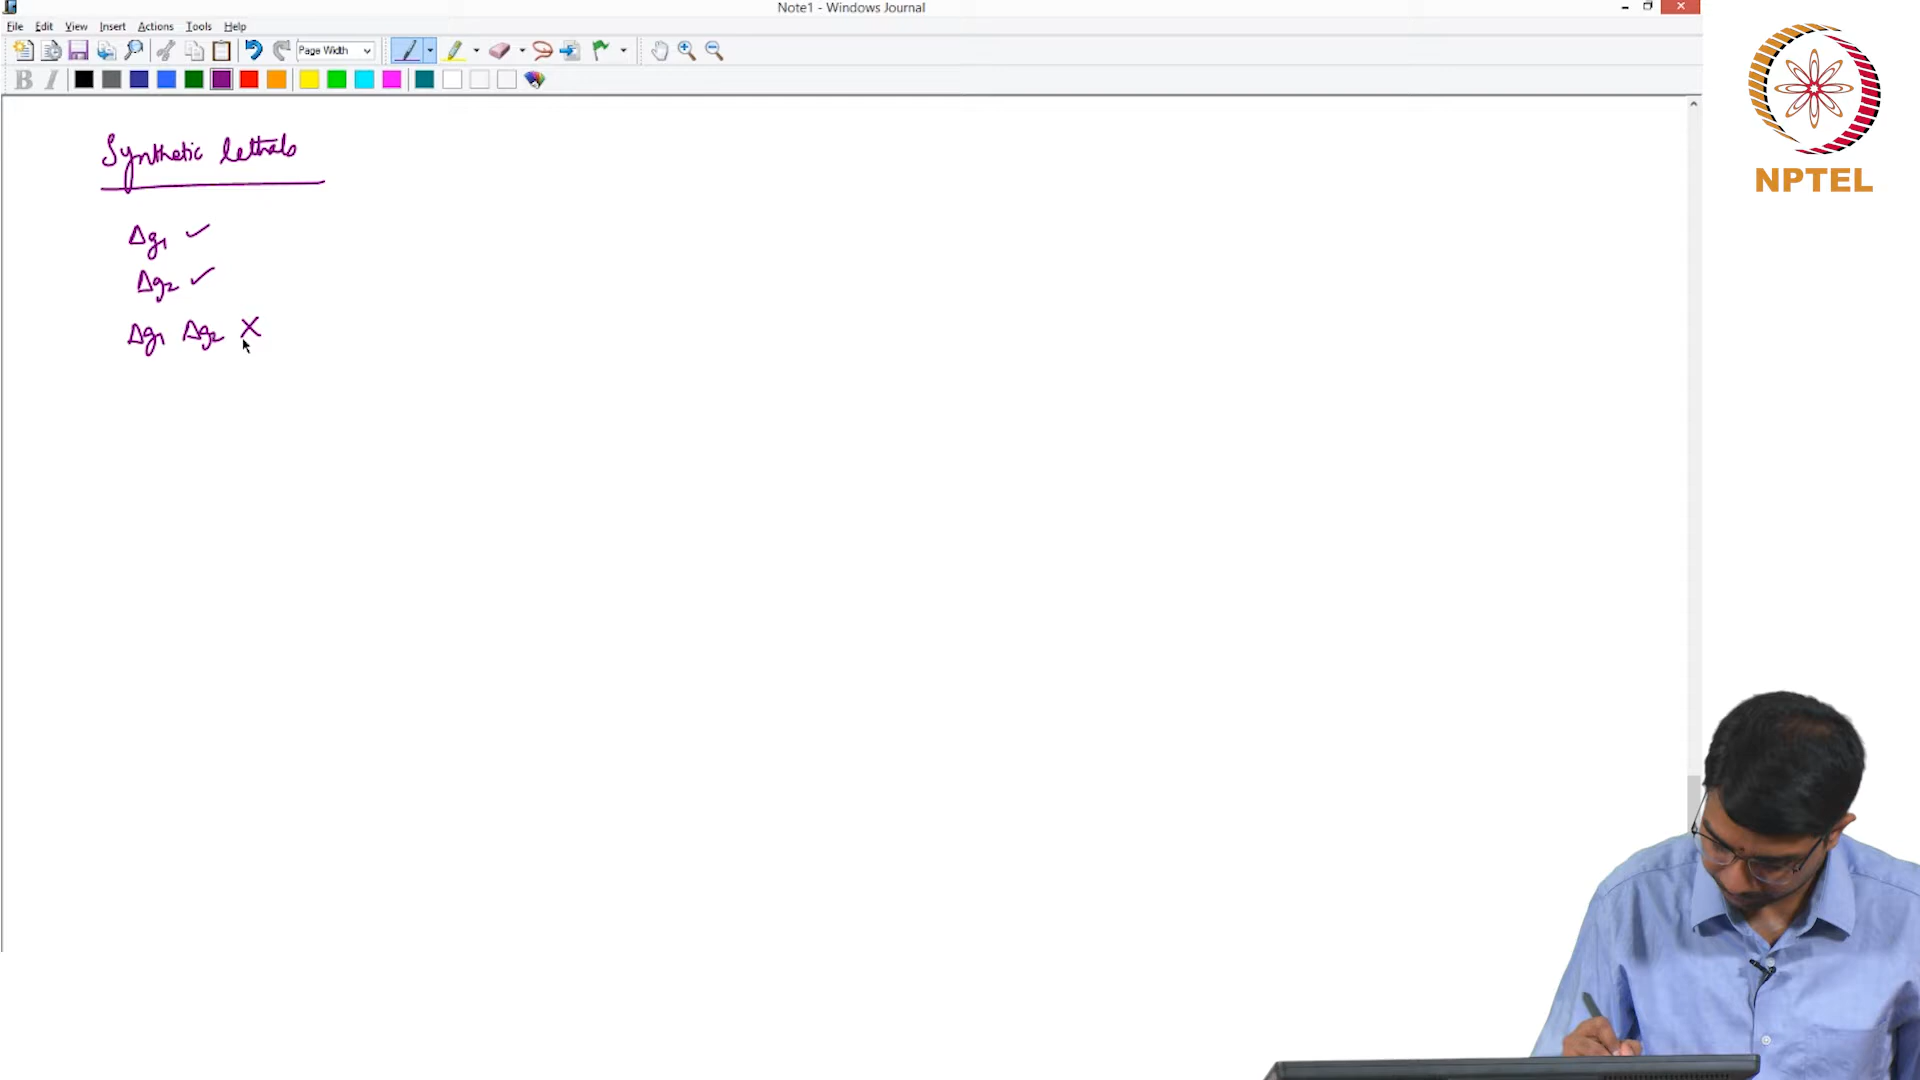 Note1 - Windows Journal
File Edit View Insert Actions Tools Help
Page Width
B I
Synthetic lethals
Δg1 ✓
Δg2 ✓
Δg1 Δg2 X
NPTEL